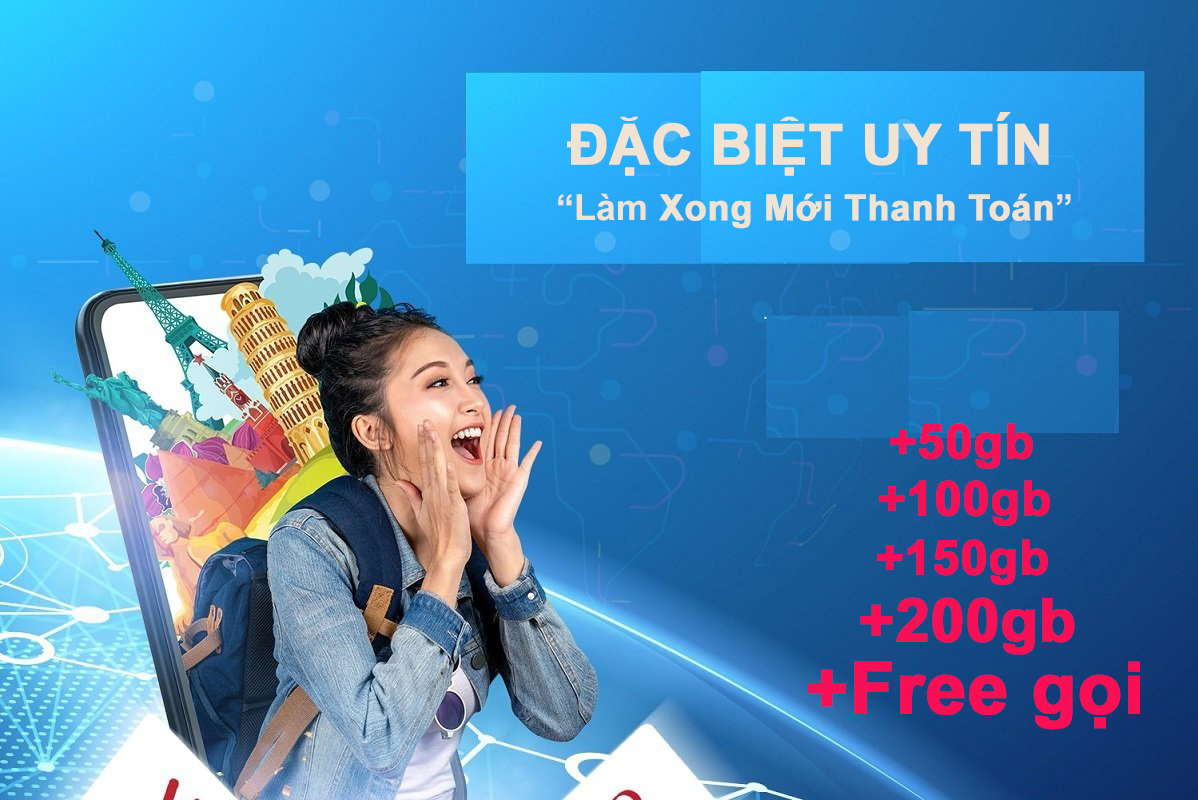 ĐẶC BIỆT UY TÍN
“Làm Xong Mới Thanh Toán”
+50gb
+100gb
+150gb
+200gb
+Free gọi